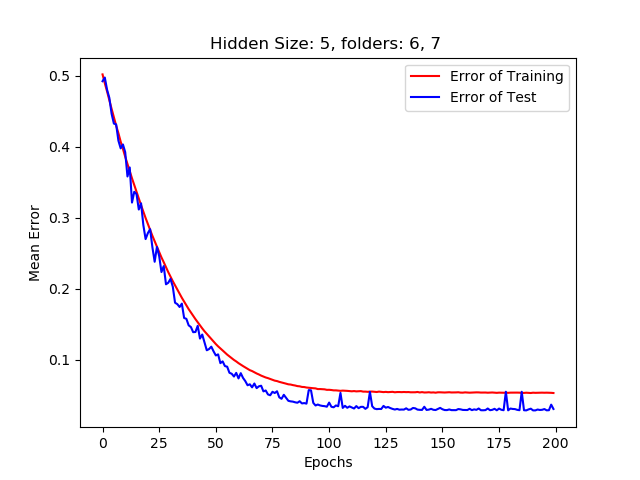 Hidden Size: 5, folders: 6, 7
Error of Training
Error of Test
Mean Error
0.5
0.4
0.3
0.2
0.1
0 25 50 75 100 125 150 175 200
Epochs